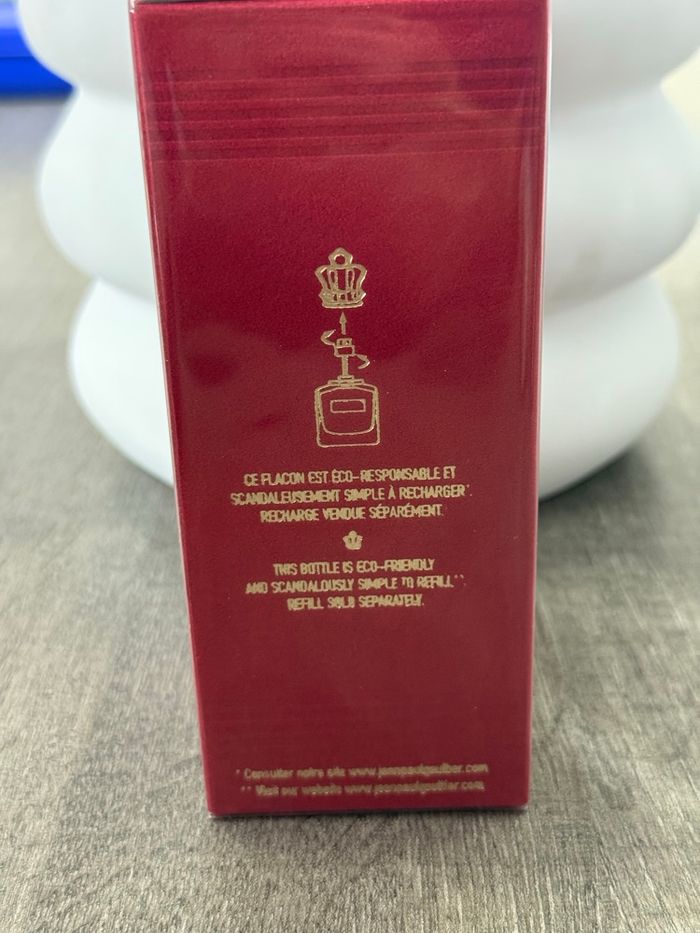 CE FLACON EST ÉCO-RESPONSABLE ET
SCANDALEUSEMENT SIMPLE À RECHARGER*.
RECHARGE VENDUE SÉPARÉMENT.
THIS BOTTLE IS ECO-FRIENDLY
AND SCANDALOUSLY SIMPLE TO REFILL**.
REFILL SOLD SEPARATELY.
* Consulter notre site www.jeanpaulgaultier.com
** Visit our website www.jeanpaulgaultier.com